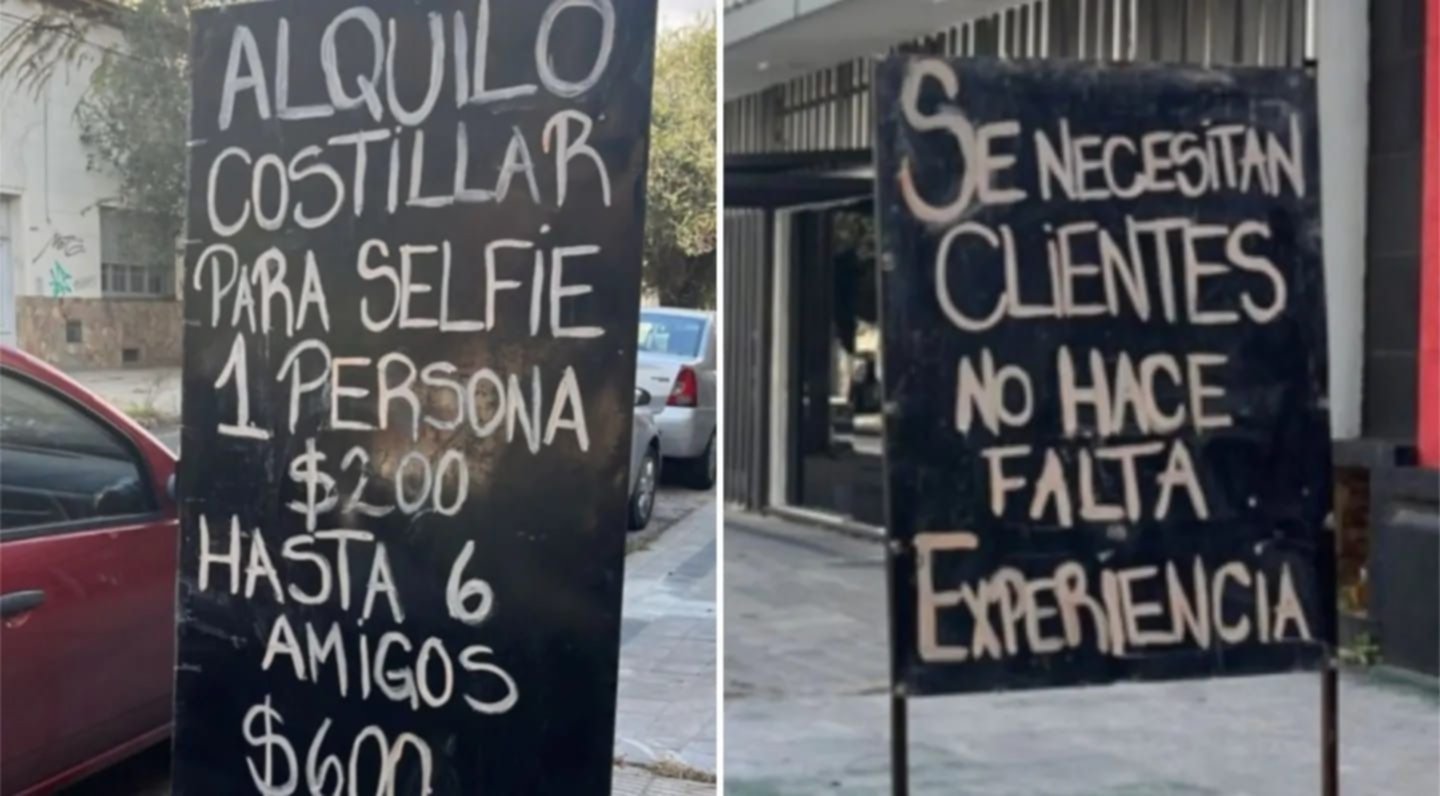 ALQUILO
COSTILLAR
PARA SELFIE
1 PERSONA
$200
HASTA 6
AMIGOS
$600
SE NECESITAN
CLIENTES
NO HACE
FALTA
EXPERIENCIA